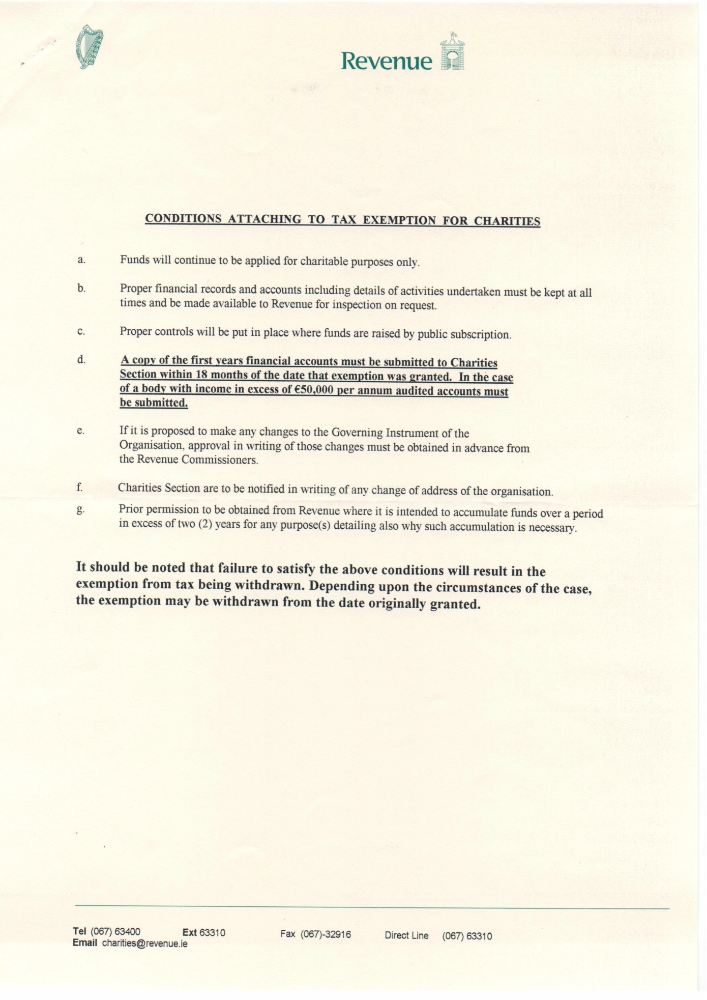 Revenue
CONDITIONS ATTACHING TO TAX EXEMPTION FOR CHARITIES
a. Funds will continue to be applied for charitable purposes only.
b. Proper financial records and accounts including details of activities undertaken must be kept at all
times and be made available to Revenue for inspection on request.
c. Proper controls will be put in place where funds are raised by public subscription.
d. A copy of the first years financial accounts must be submitted to Charities
Section within 18 months of the date that exemption was granted. In the case
of a body with income in excess of €50,000 per annum audited accounts must
be submitted.
e. If it is proposed to make any changes to the Governing Instrument of the
Organisation, approval in writing of those changes must be obtained in advance from
the Revenue Commissioners.
f. Charities Section are to be notified in writing of any change of address of the organisation.
g. Prior permission to be obtained from Revenue where it is intended to accumulate funds over a period
in excess of two (2) years for any purpose(s) detailing also why such accumulation is necessary.
It should be noted that failure to satisfy the above conditions will result in the
exemption from tax being withdrawn. Depending upon the circumstances of the case,
the exemption may be withdrawn from the date originally granted.
Tel (067) 63400 Ext 63310 Fax (067)-32916 Direct Line (067) 63310
Email charities@revenue.ie